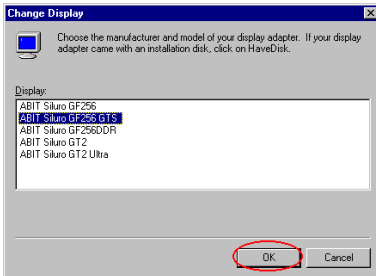 Change Display
Choose the manufacturer and model of your display adapter. If your display
adapter came with an installation disk, click on HaveDisk.
Display:
ABIT Siluro GF256
ABIT Siluro GF256 GTS
ABIT Siluro GF256DDR
ABIT Siluro GT2
ABIT Siluro GT2 Ultra
OK
Cancel